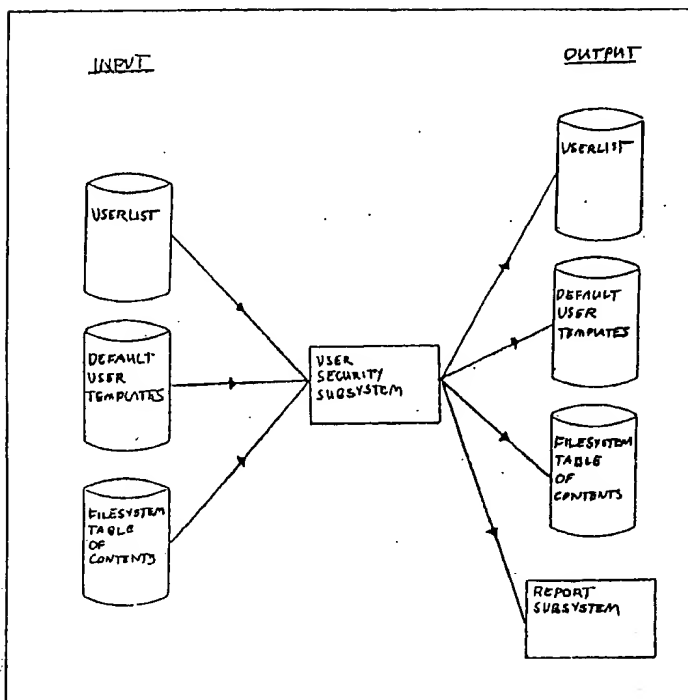 INPUT
USERLIST
DEFAULT
USER
TEMPLATES
FILESYSTEM
TABLE
OF
CONTENTS
USER
SECURITY
SUBSYSTEM
OUTPUT
USERLIST
DEFAULT
USER
TEMPLATES
FILESYSTEM
TABLE
OF
CONTENTS
REPORT
SUBSYSTEM